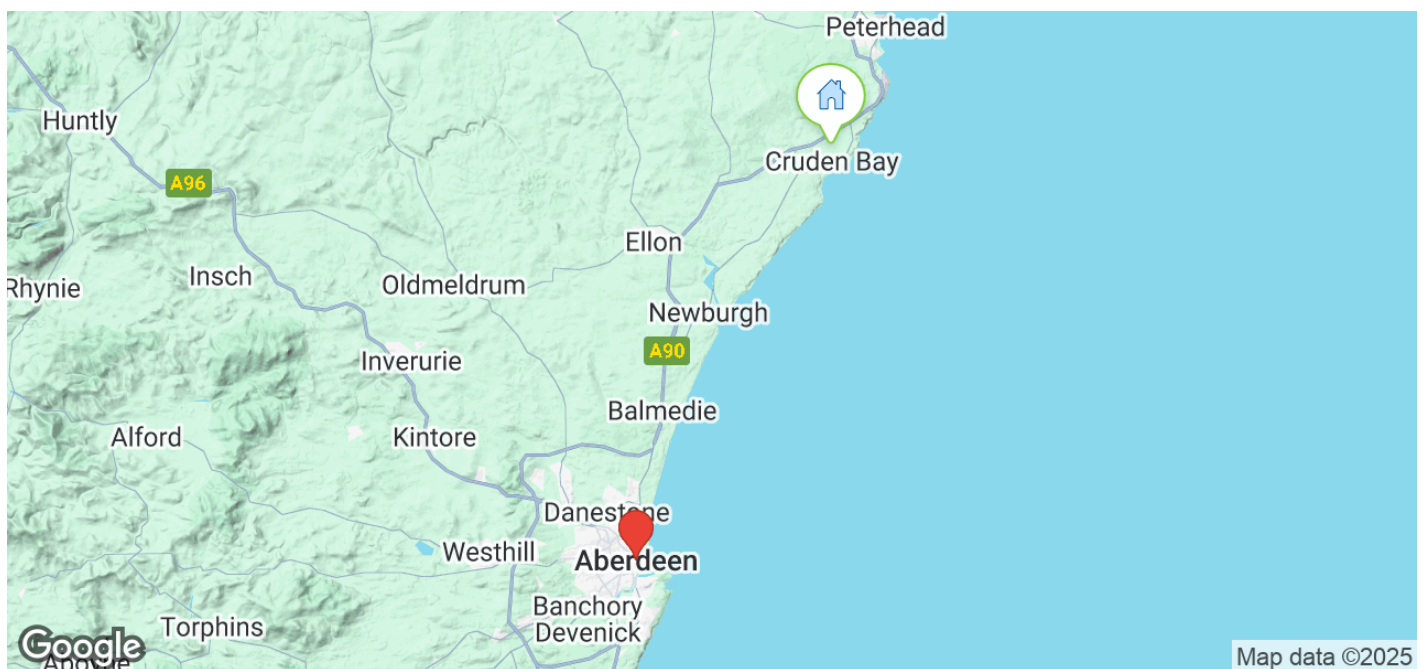 Peterhead
Huntly
Cruden Bay
A96
Ellon
Insch
Oldmeldrum
Rhynie
Newburgh
A90
Inverurie
Balmedie
Alford
Kintore
Danestone
Westhill
Aberdeen
Banchory
Devenick
Torphins
Google
Aboyne
Map data ©2025